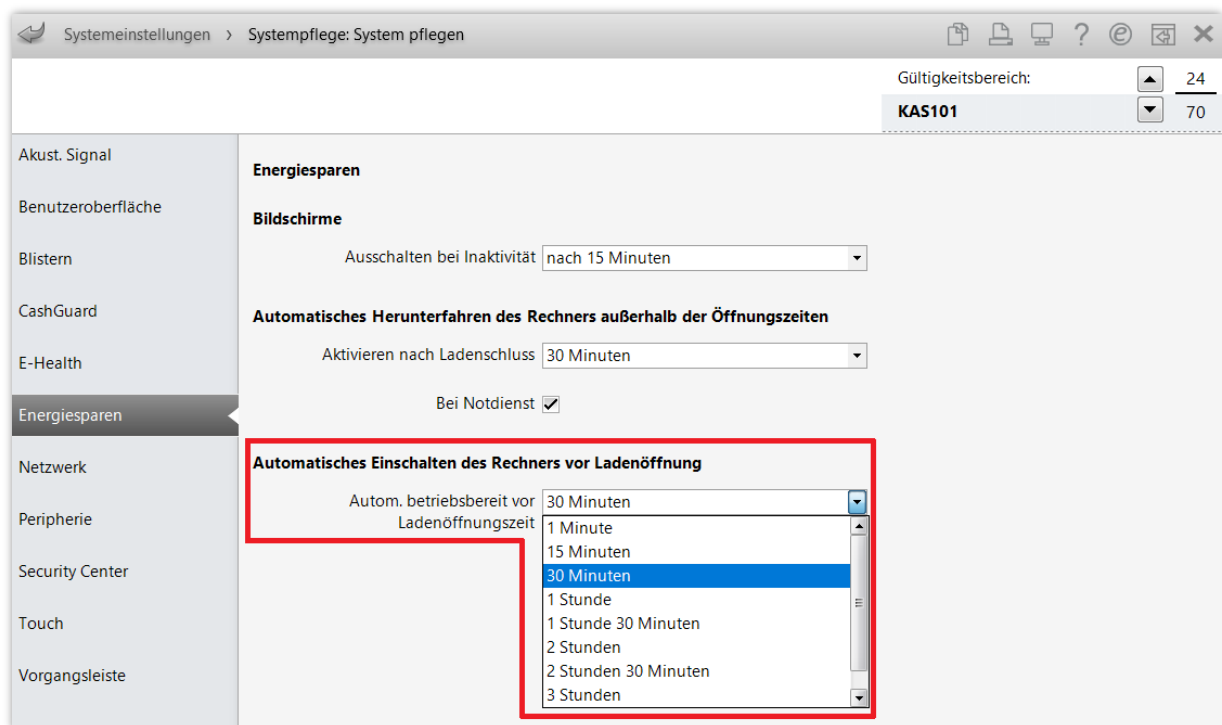 Systemeinstellungen › Systempflege: System pflegen
Gültigkeitsbereich: 24
KAS101 70
Akust. Signal
Benutzeroberfläche
Blistern
CashGuard
E-Health
Energiesparen
Netzwerk
Peripherie
Security Center
Touch
Vorgangsleiste
Energiesparen
Bildschirme
Ausschalten bei Inaktivität nach 15 Minuten
Automatisches Herunterfahren des Rechners außerhalb der Öffnungszeiten
Aktivieren nach Ladenschluss 30 Minuten
Bei Notdienst
Automatisches Einschalten des Rechners vor Ladenöffnung
Autom. betriebsbereit vor 30 Minuten
Ladenöffnungszeit
1 Minute
15 Minuten
30 Minuten
1 Stunde
1 Stunde 30 Minuten
2 Stunden
2 Stunden 30 Minuten
3 Stunden